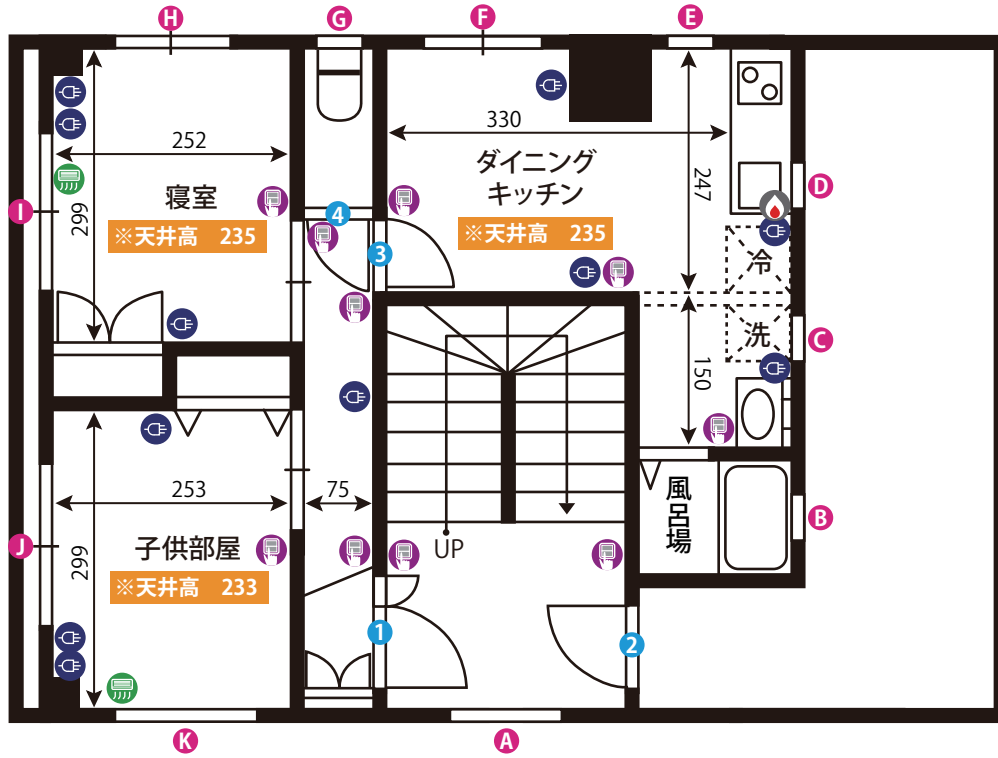 H
G
F
E
252
299
寝室
※天井高 235
I
330
ダイニング
キッチン
※天井高 235
247
D
4
3
冷
洗
C
150
253
299
子供部屋
※天井高 233
J
75
UP
風呂場
B
1
2
K
A